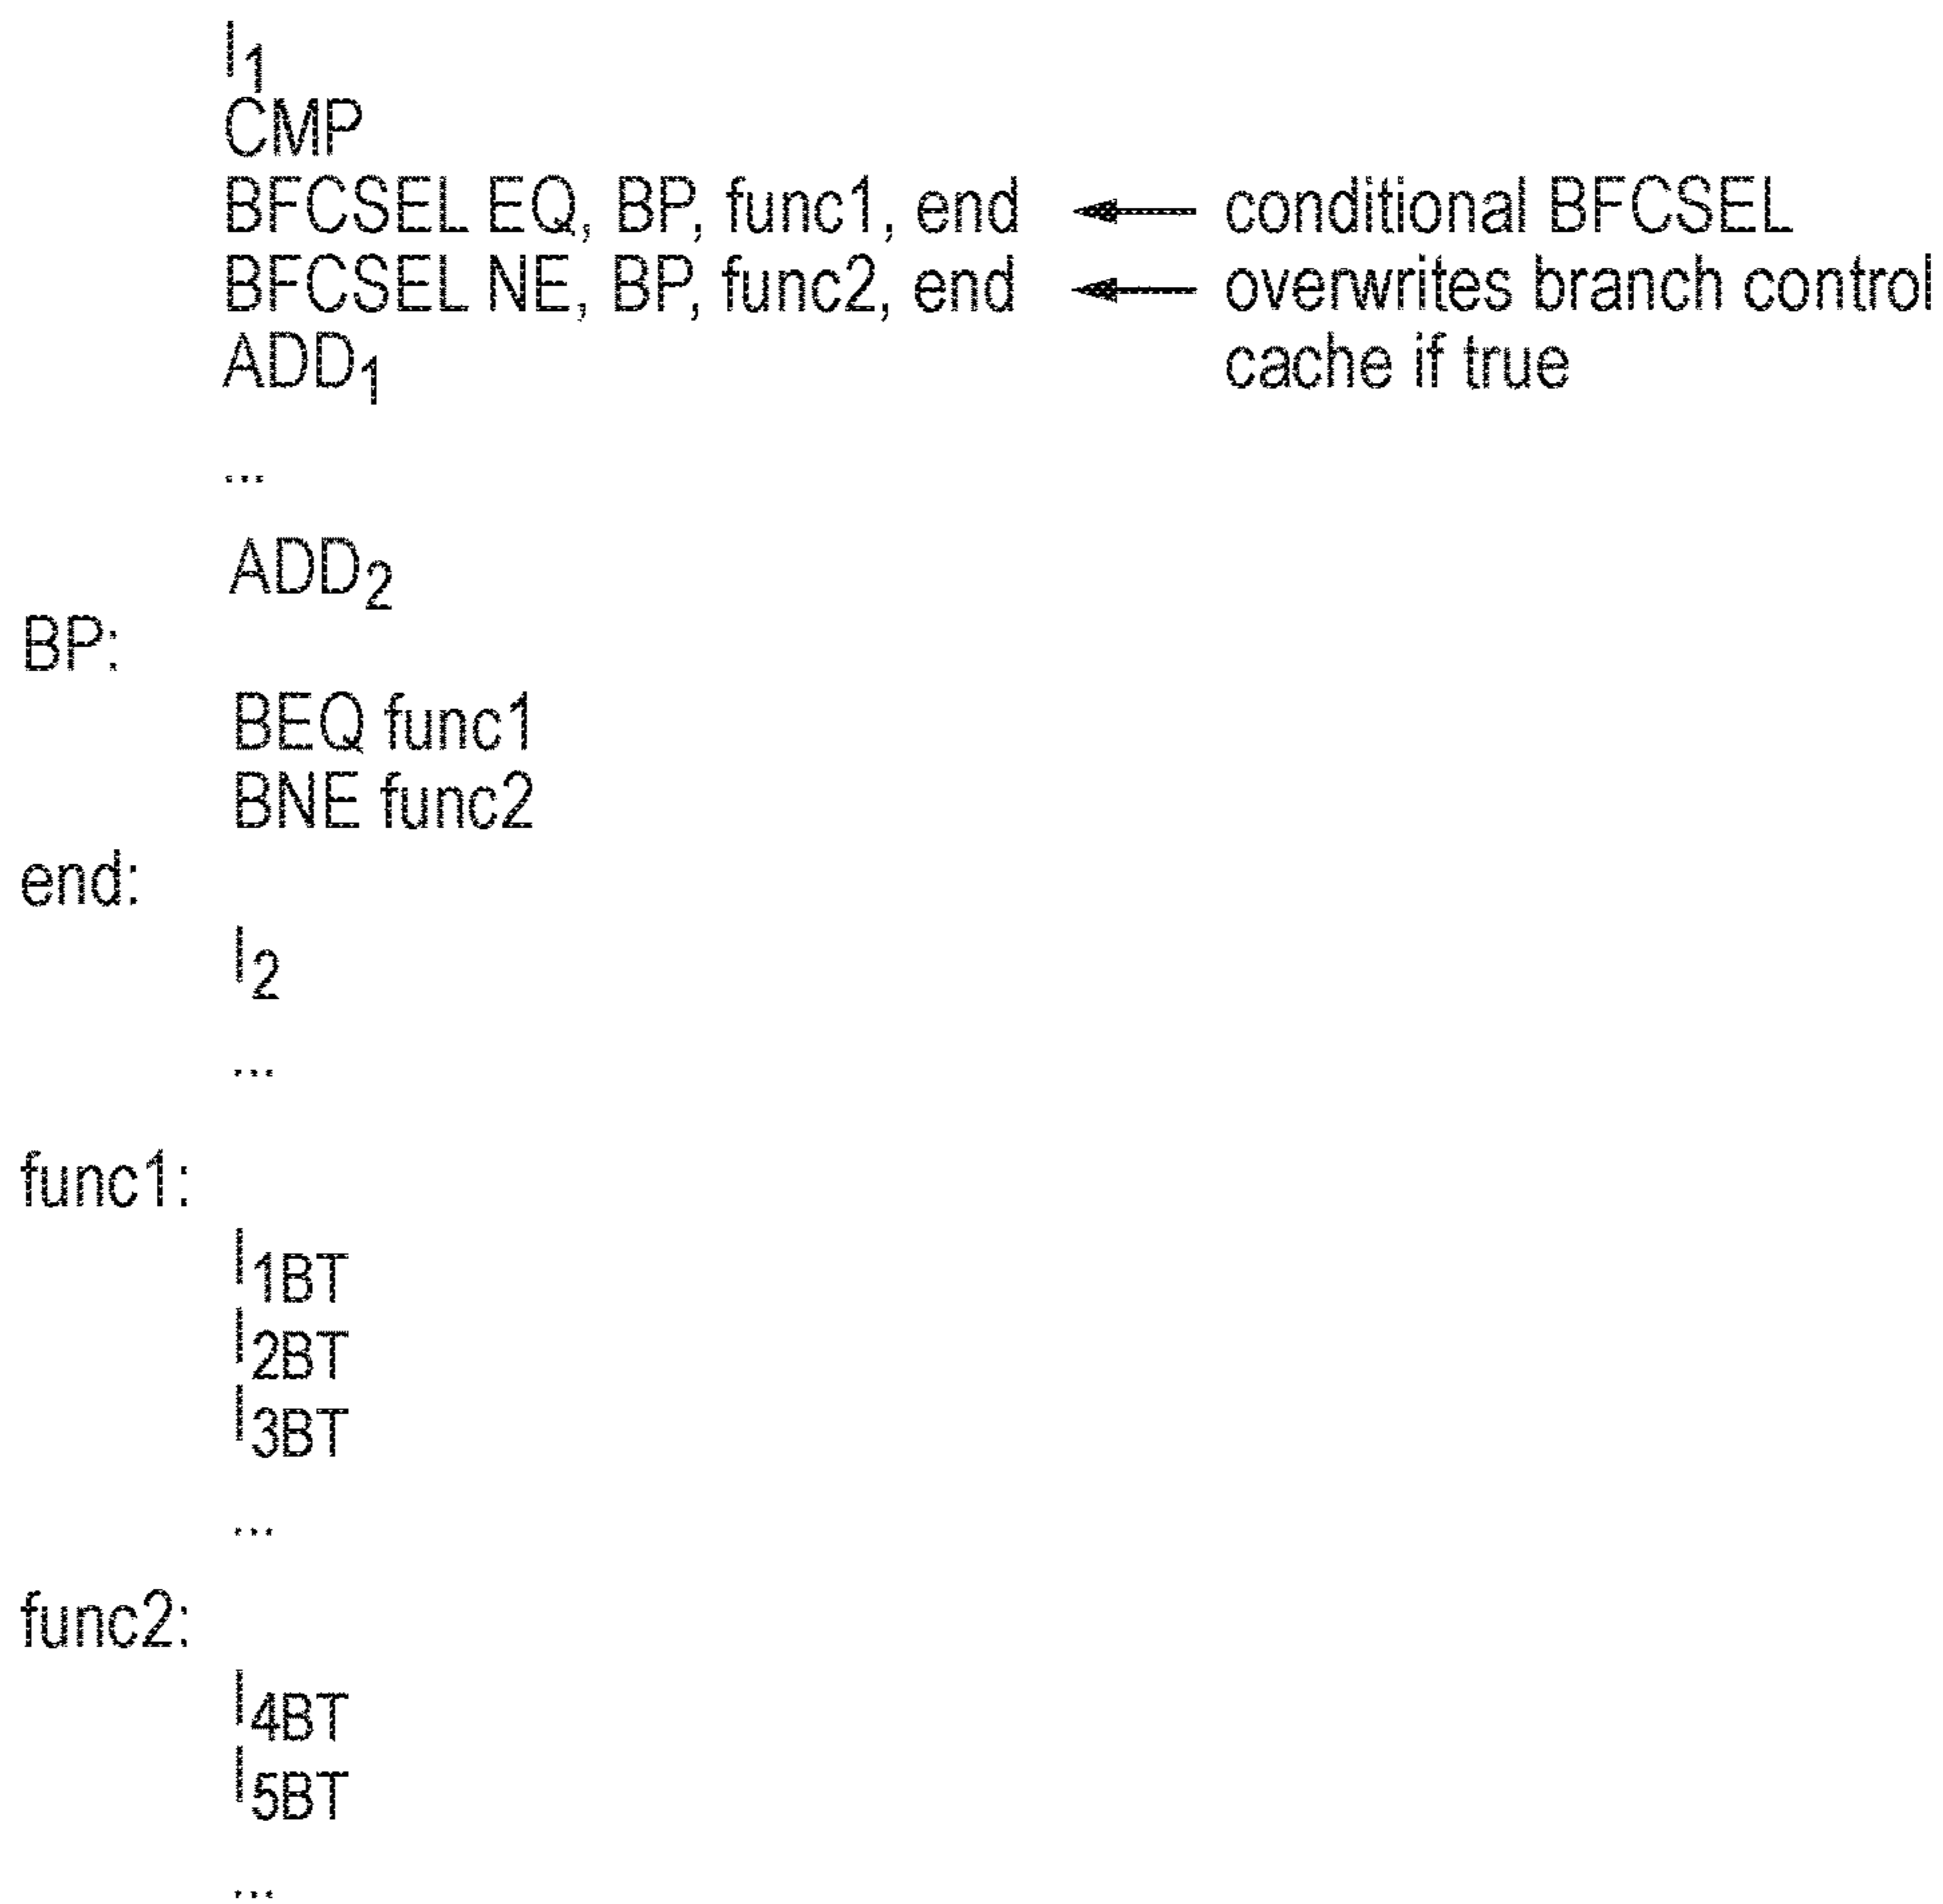 I1
CMP
BFCSEL EQ, BP, func1, end ← conditional BFCSEL
BFCSEL NE, BP, func2, end ← overwrites branch control
ADD1 cache if true
...
ADD2
BP:
BEQ func1
BNE func2
end:
I2
...
func1:
I1BT
I2BT
I3BT
...
func2:
I4BT
I5BT
...